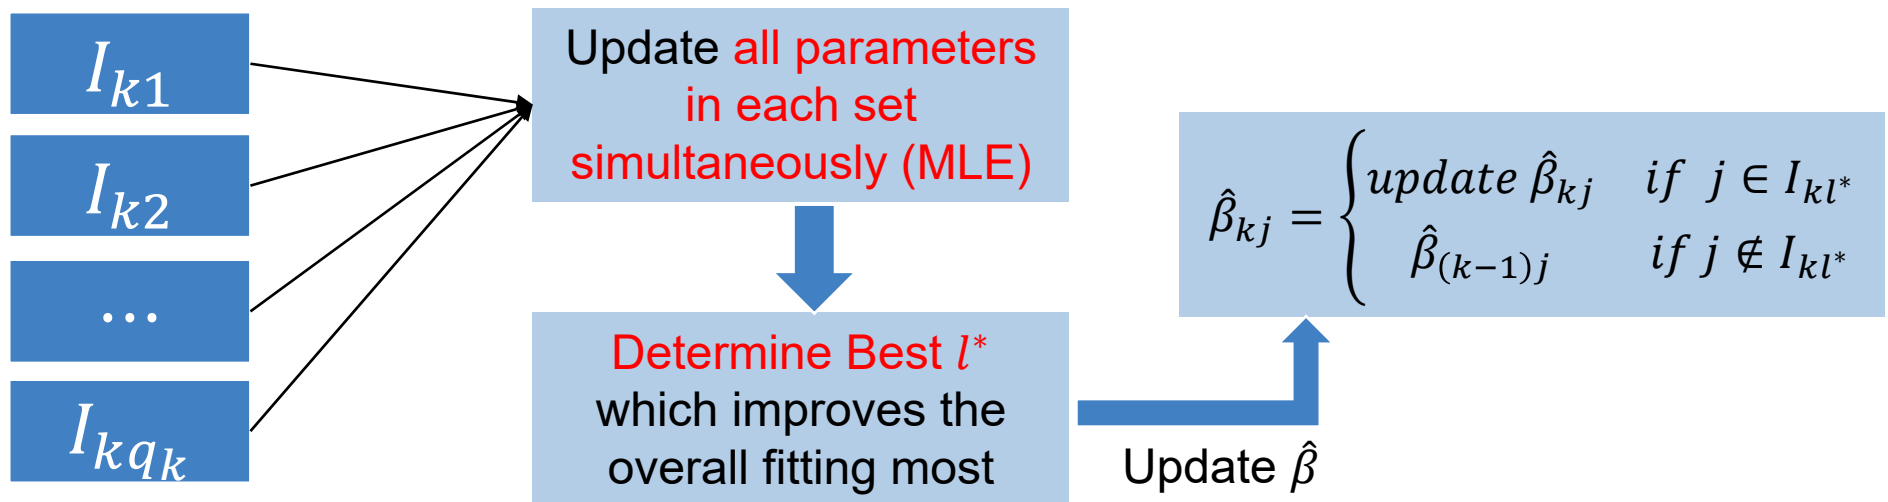 I_{k1}
I_{k2}
...
I_{kq_k}
Update all parameters
in each set
simultaneously (MLE)
Determine Best l*
which improves the
overall fitting most
Update β̂
β̂_{kj} = { update β̂_{kj} if j ∈ I_{kl*}
β̂_{(k−1)j} if j ∉ I_{kl*}